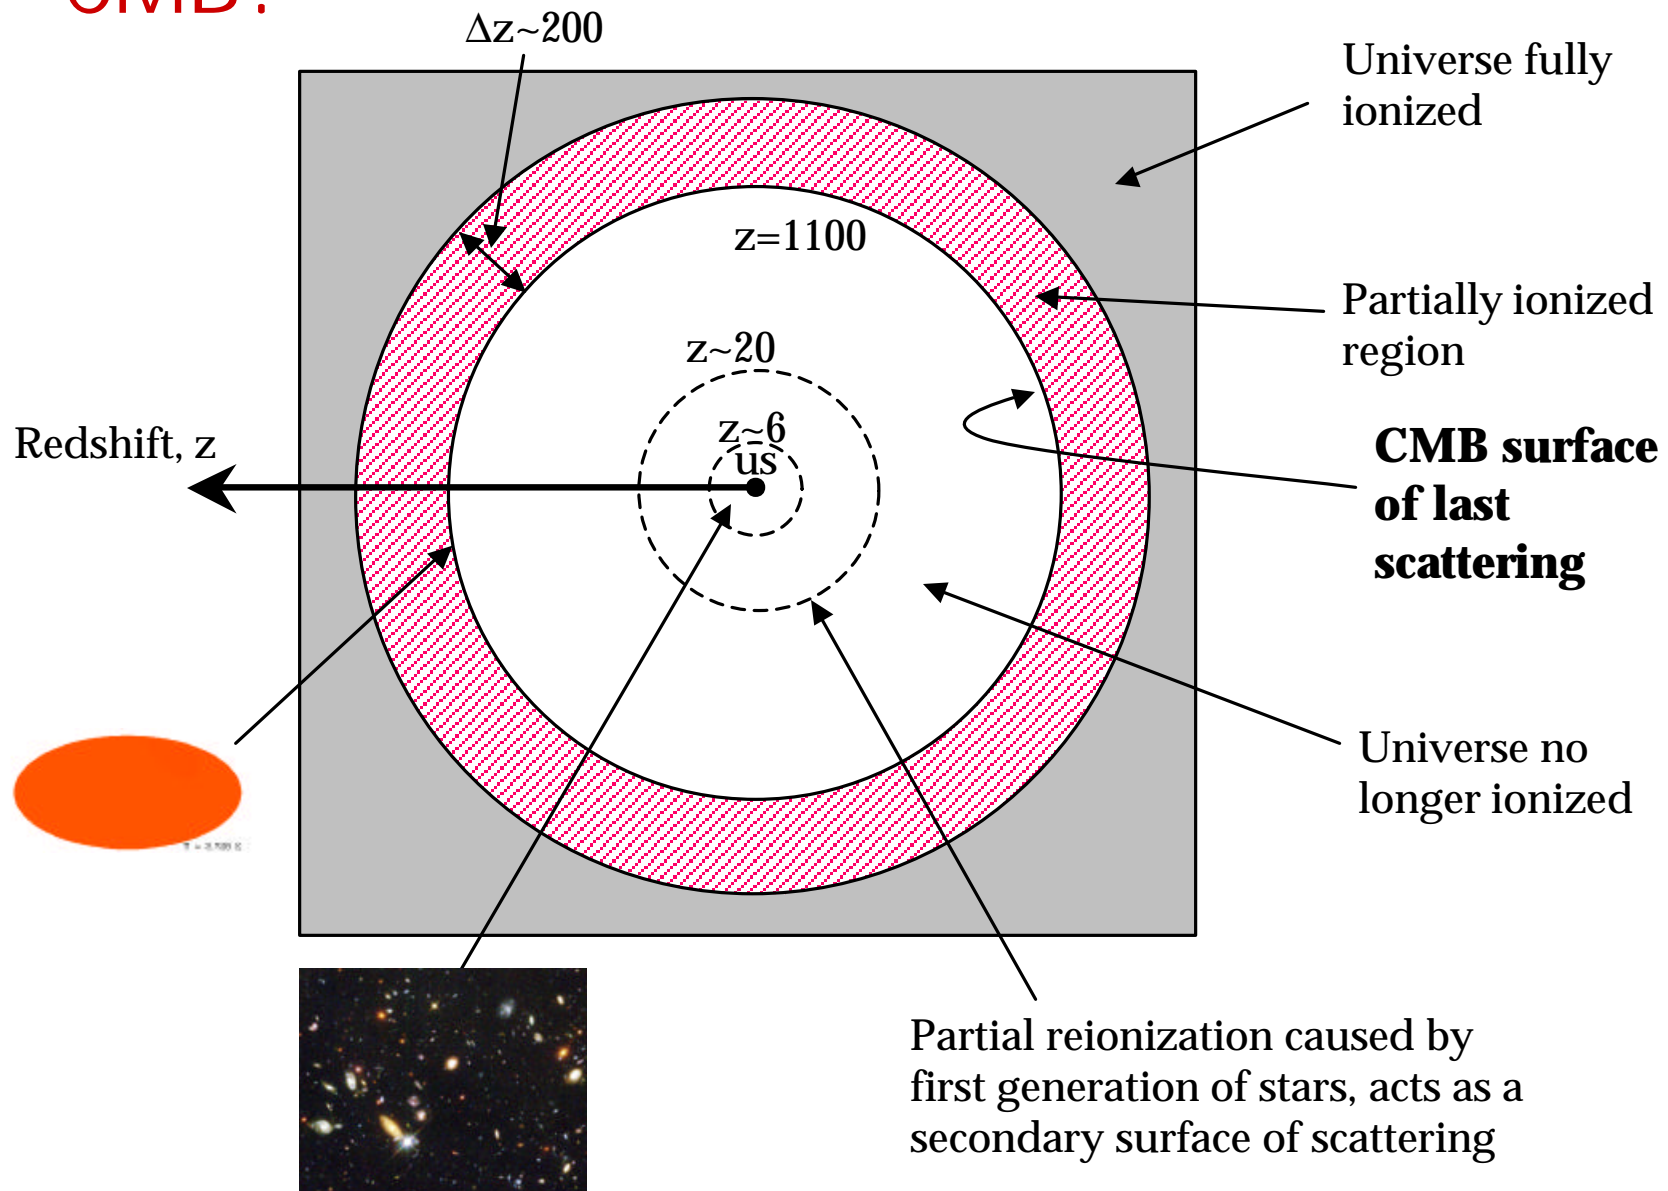 CMB?
Δz~200
Universe fully
ionized
z=1100
Partially ionized
region
z~20
z~6
us
Redshift, z
CMB surface
of last
scattering
Universe no
longer ionized
Partial reionization caused by
first generation of stars, acts as a
secondary surface of scattering